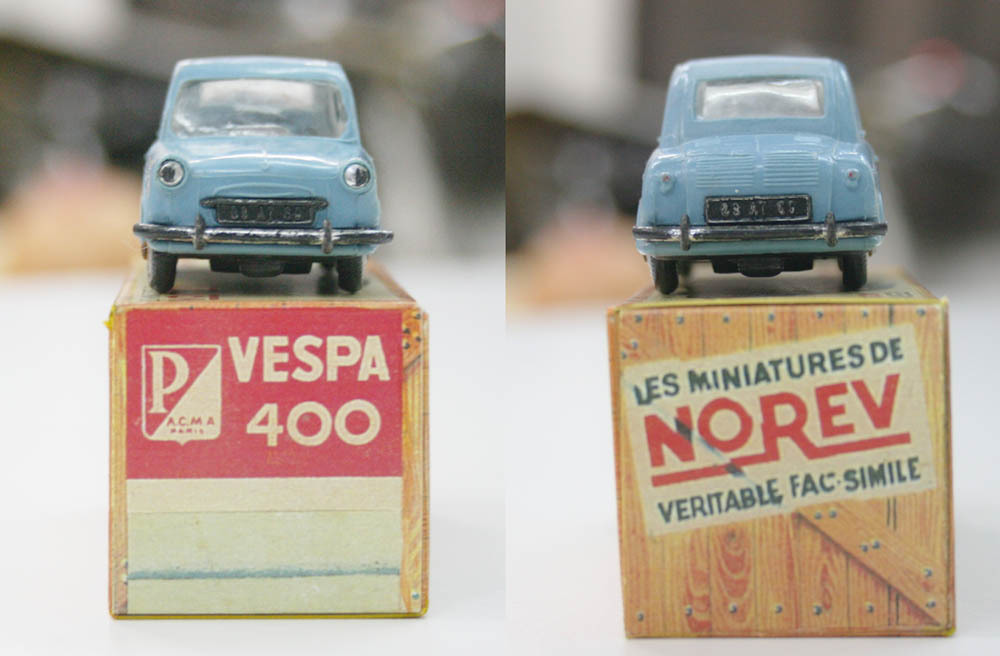 VESPA
400
P
A.C.M A
PARIS
LES MINIATURES DE
NOREV
VERITABLE FAC-SIMILE